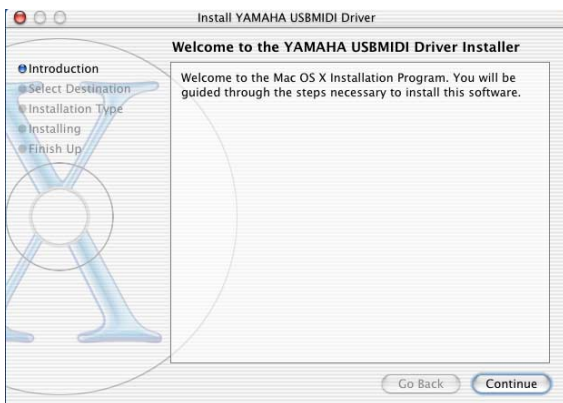 Install YAMAHA USBMIDI Driver
Welcome to the YAMAHA USBMIDI Driver Installer
Introduction
Select Destination
Installation Type
Installing
Finish Up
Welcome to the Mac OS X Installation Program. You will be
guided through the steps necessary to install this software.
Go Back
Continue